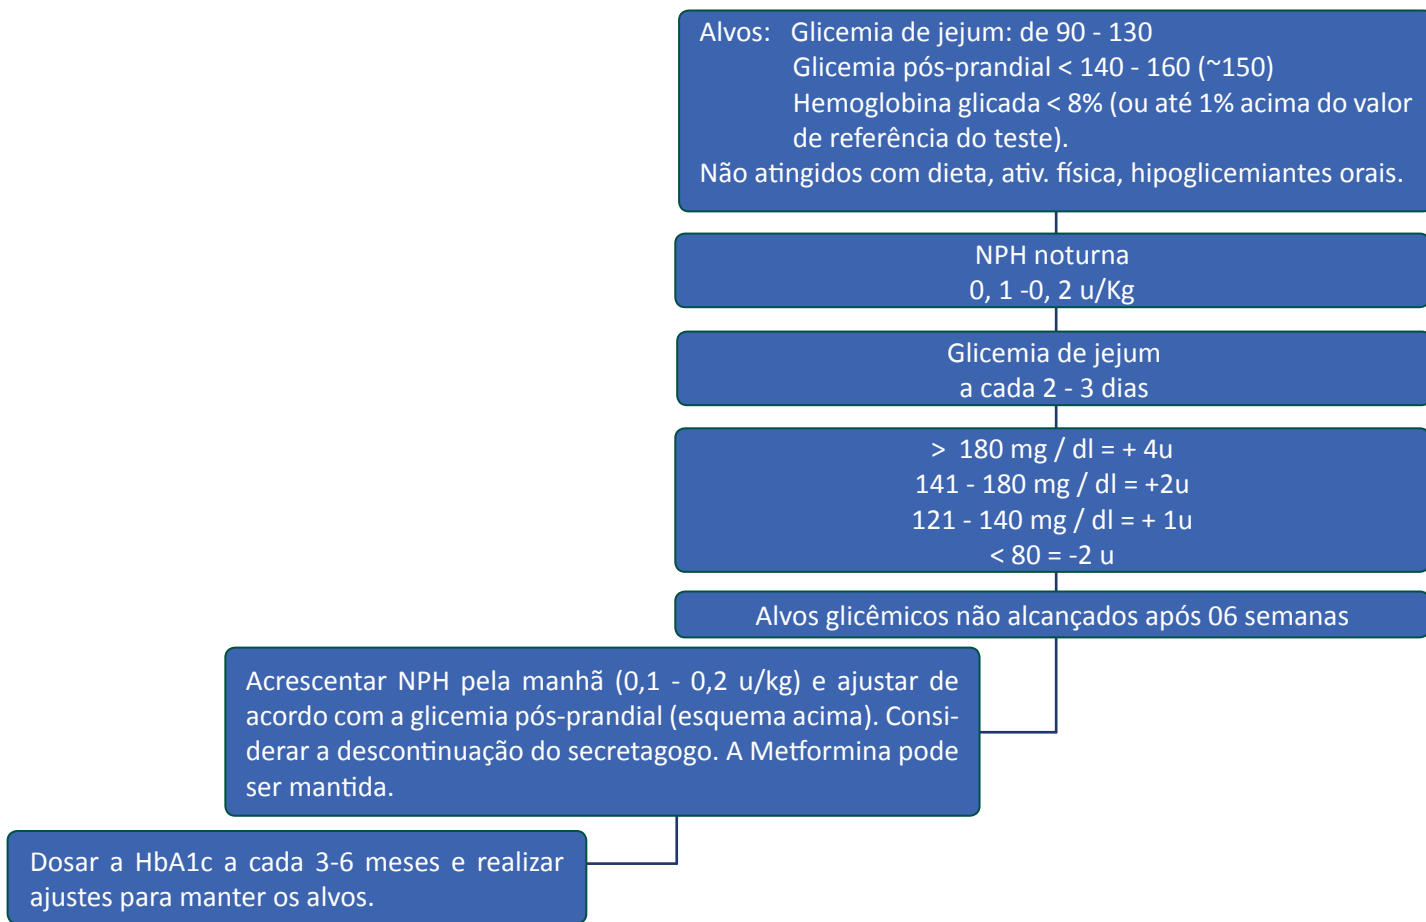 Alvos: Glicemia de jejum: de 90 - 130
Glicemia pós-prandial < 140 - 160 (~150)
Hemoglobina glicada < 8% (ou até 1% acima do valor
de referência do teste).
Não atingidos com dieta, ativ. física, hipoglicemiantes orais.
NPH noturna
0, 1 -0, 2 u/Kg
Glicemia de jejum
a cada 2 - 3 dias
> 180 mg / dl = + 4u
141 - 180 mg / dl = +2u
121 - 140 mg / dl = + 1u
< 80 = -2 u
Alvos glicêmicos não alcançados após 06 semanas
Acrescentar NPH pela manhã (0,1 - 0,2 u/kg) e ajustar de
acordo com a glicemia pós-prandial (esquema acima). Consi-
derar a descontinuação do secretagogo. A Metformina pode
ser mantida.
Dosar a HbA1c a cada 3-6 meses e realizar
ajustes para manter os alvos.